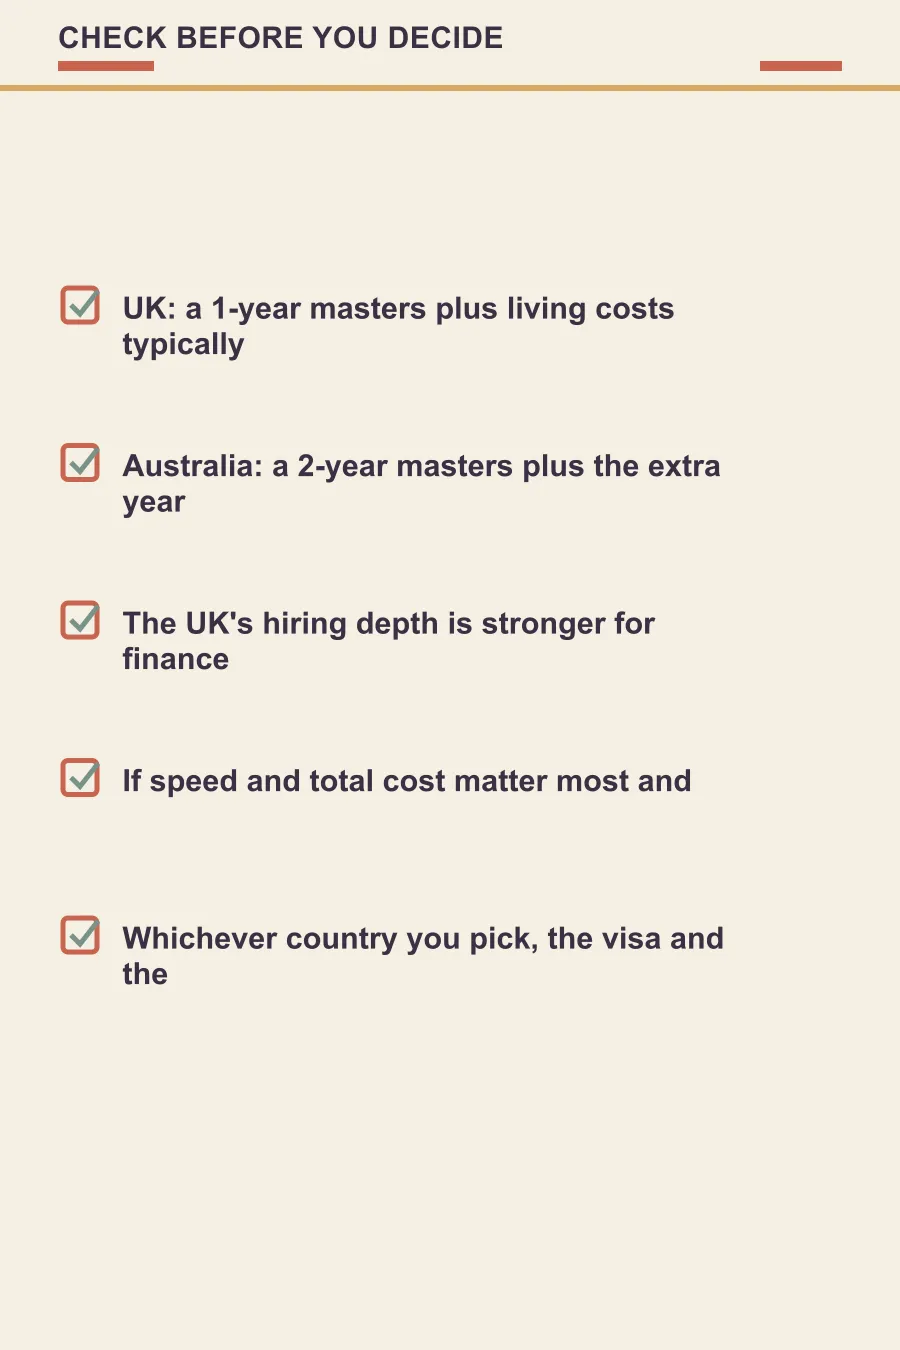 CHECK BEFORE YOU DECIDE
UK: a 1-year masters plus living costs
typically
Australia: a 2-year masters plus the extra
year
The UK's hiring depth is stronger for
finance
If speed and total cost matter most and
Whichever country you pick, the visa and
the